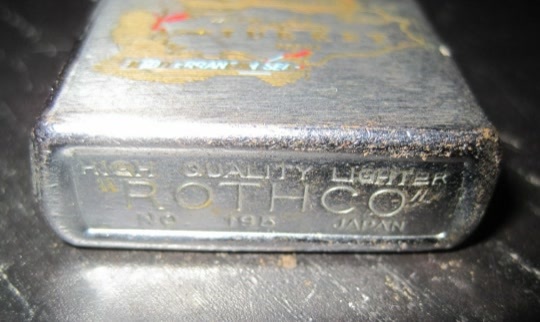 HIGH QUALITY LIGHTER
"ROTHCO"
No 195 JAPAN